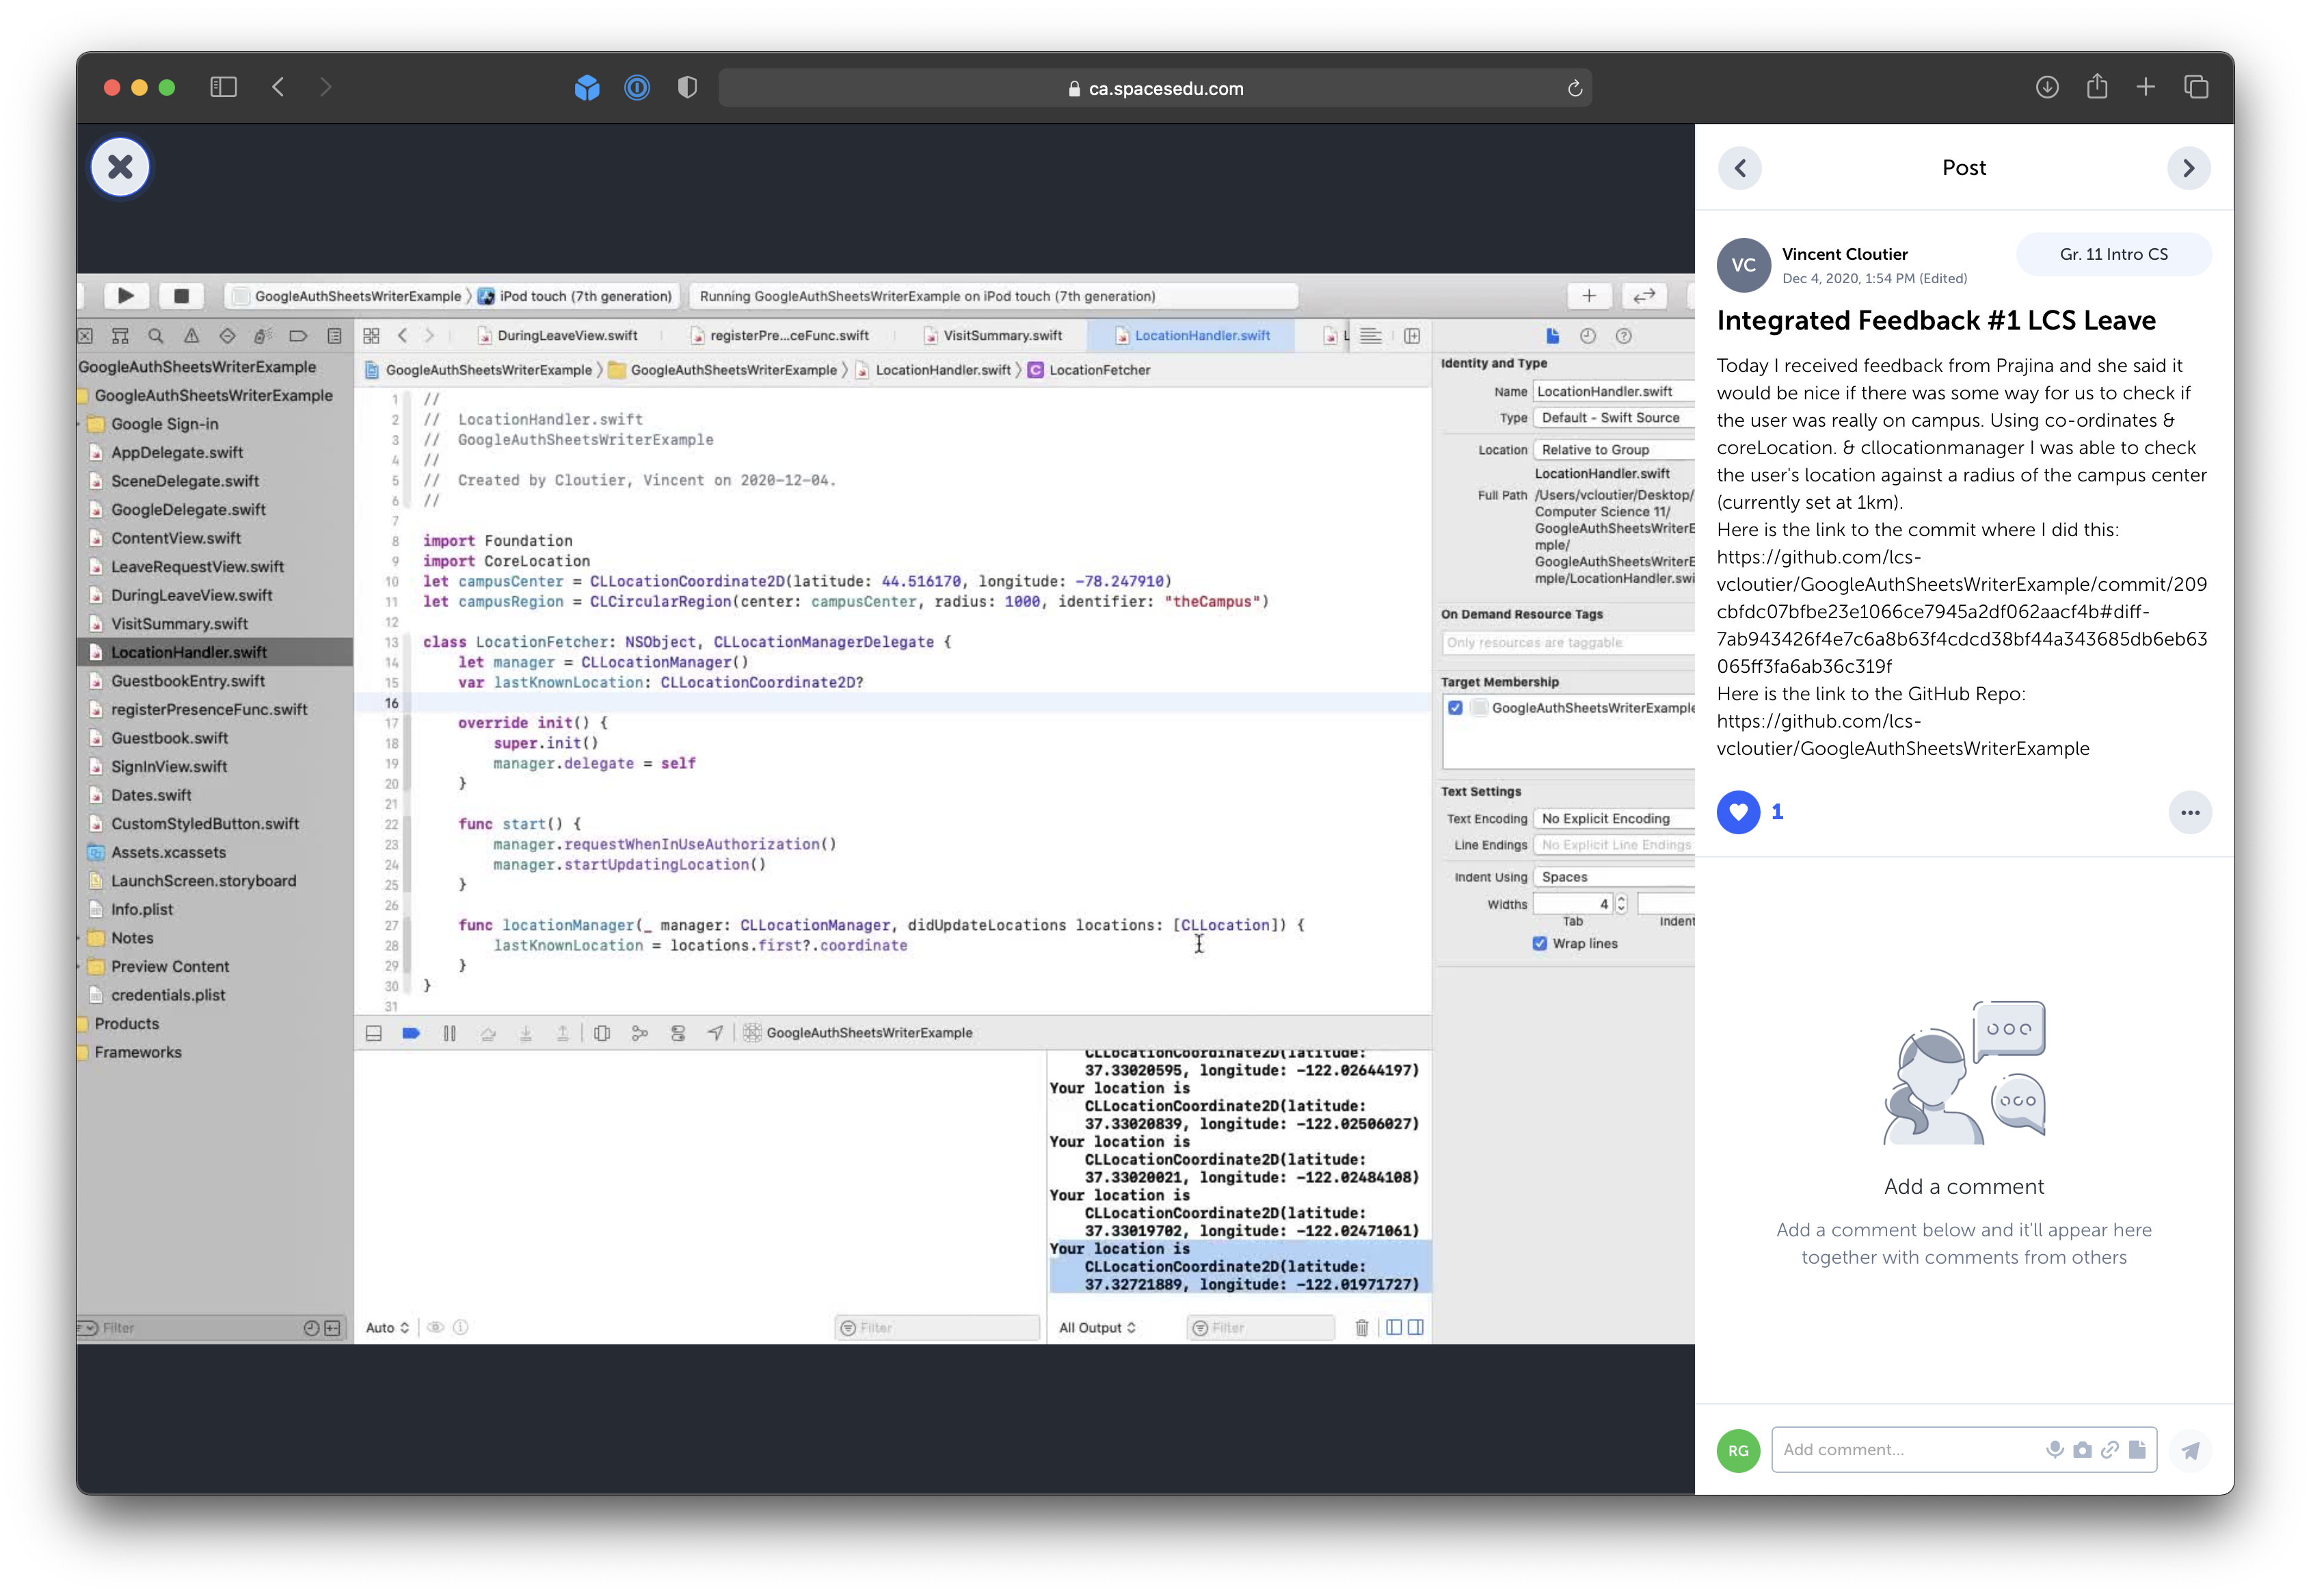 ca.spacesedu.com
GoogleAuthSheetsWriterExample 〉 iPod touch (7th generation)
Running GoogleAuthSheetsWriterExample on iPod touch (7th generation)
DuringLeaveView.swift
registerPre...ceFunc.swift
VisitSummary.swift
LocationHandler.swift
L
GoogleAuthSheetsWriterExample 〉 GoogleAuthSheetsWriterExample 〉 LocationHandler.swift 〉 C LocationFetcher
GoogleAuthSheetsWriterExample
GoogleAuthSheetsWriterExample
Google Sign-in
AppDelegate.swift
SceneDelegate.swift
GoogleDelegate.swift
ContentView.swift
LeaveRequestView.swift
DuringLeaveView.swift
VisitSummary.swift
LocationHandler.swift
GuestbookEntry.swift
registerPresenceFunc.swift
Guestbook.swift
SignInView.swift
Dates.swift
CustomStyledButton.swift
Assets.xcassets
LaunchScreen.storyboard
Info.plist
Notes
Preview Content
credentials.plist
Products
Frameworks
Filter
1 //
2 //  LocationHandler.swift
3 //  GoogleAuthSheetsWriterExample
4 //
5 //  Created by Cloutier, Vincent on 2020-12-04.
6 //
7
8 import Foundation
9 import CoreLocation
10 let campusCenter = CLLocationCoordinate2D(latitude: 44.516170, longitude: -78.247910)
11 let campusRegion = CLCircularRegion(center: campusCenter, radius: 1000, identifier: "theCampus")
12
13 class LocationFetcher: NSObject, CLLocationManagerDelegate {
14     let manager = CLLocationManager()
15     var lastKnownLocation: CLLocationCoordinate2D?
16
17     override init() {
18         super.init()
19         manager.delegate = self
20     }
21
22     func start() {
23         manager.requestWhenInUseAuthorization()
24         manager.startUpdatingLocation()
25     }
26
27     func locationManager(_ manager: CLLocationManager, didUpdateLocations locations: [CLLocation]) {
28         lastKnownLocation = locations.first?.coordinate
29     }
30 }
31
GoogleAuthSheetsWriterExample
CLLocationCoordinate2D(latitude:
37.33020595, longitude: -122.02644197)
Your location is
CLLocationCoordinate2D(latitude:
37.33020839, longitude: -122.02506027)
Your location is
CLLocationCoordinate2D(latitude:
37.33020021, longitude: -122.02484108)
Your location is
CLLocationCoordinate2D(latitude:
37.33019702, longitude: -122.02471061)
Your location is
CLLocationCoordinate2D(latitude:
37.32721889, longitude: -122.01971727)
Auto
Filter
All Output
Filter
Identity and Type
Name LocationHandler.swift
Type Default - Swift Source
Location Relative to Group
LocationHandler.swift
Full Path /Users/vcloutier/Desktop/
Computer Science 11/
GoogleAuthSheetsWriterE
mple/
GoogleAuthSheetsWriterE
mple/LocationHandler.swi
On Demand Resource Tags
Only resources are taggable
Target Membership
GoogleAuthSheetsWriterExample
Text Settings
Text Encoding No Explicit Encoding
Line Endings No Explicit Line Endings
Indent Using Spaces
Widths 4
Tab Indent
Wrap lines
Post
VC
Vincent Cloutier
Dec 4, 2020, 1:54 PM (Edited)
Gr. 11 Intro CS
Integrated Feedback #1 LCS Leave
Today I received feedback from Prajina and she said it
would be nice if there was some way for us to check if
the user was really on campus. Using co-ordinates &
coreLocation. & cllocationmanager I was able to check
the user's location against a radius of the campus center
(currently set at 1km).
Here is the link to the commit where I did this:
https://github.com/lcs-
vcloutier/GoogleAuthSheetsWriterExample/commit/209
cbfdc07bfbe23e1066ce7945a2df062aacf4b#diff-
7ab943426f4e7c6a8b63f4cdcd38bf44a343685db6eb63
065ff3fa6ab36c319f
Here is the link to the GitHub Repo:
https://github.com/lcs-
vcloutier/GoogleAuthSheetsWriterExample
1
Add a comment
Add a comment below and it'll appear here
together with comments from others
RG
Add comment...